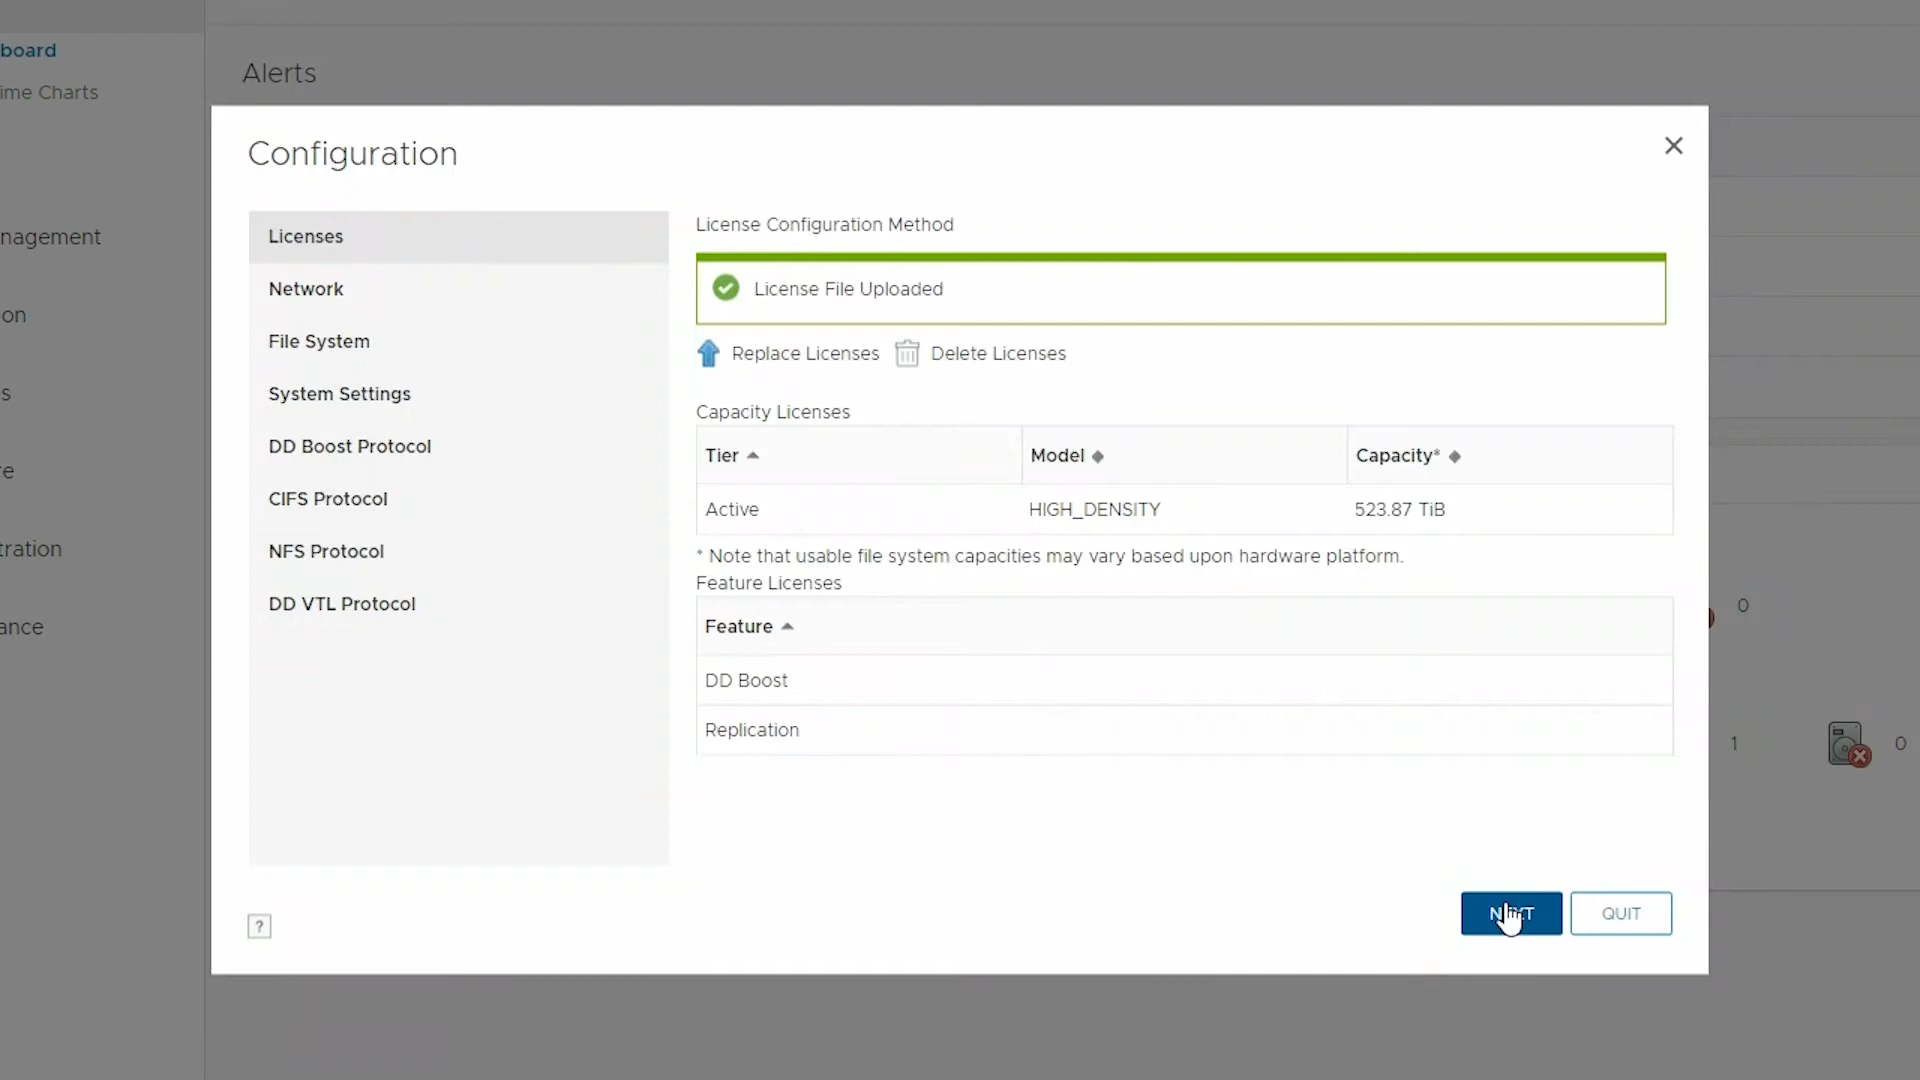 board
Alerts
ime Charts
Configuration
Licenses
Network
File System
System Settings
DD Boost Protocol
CIFS Protocol
NFS Protocol
DD VTL Protocol
License Configuration Method
License File Uploaded
Replace Licenses Delete Licenses
Capacity Licenses
Tier Model Capacity*
Active HIGH_DENSITY 523.87 TiB
* Note that usable file system capacities may vary based upon hardware platform.
Feature Licenses
Feature
DD Boost
Replication
? NEXT QUIT
nagement
on
s
re
tration
ance
0
1 0